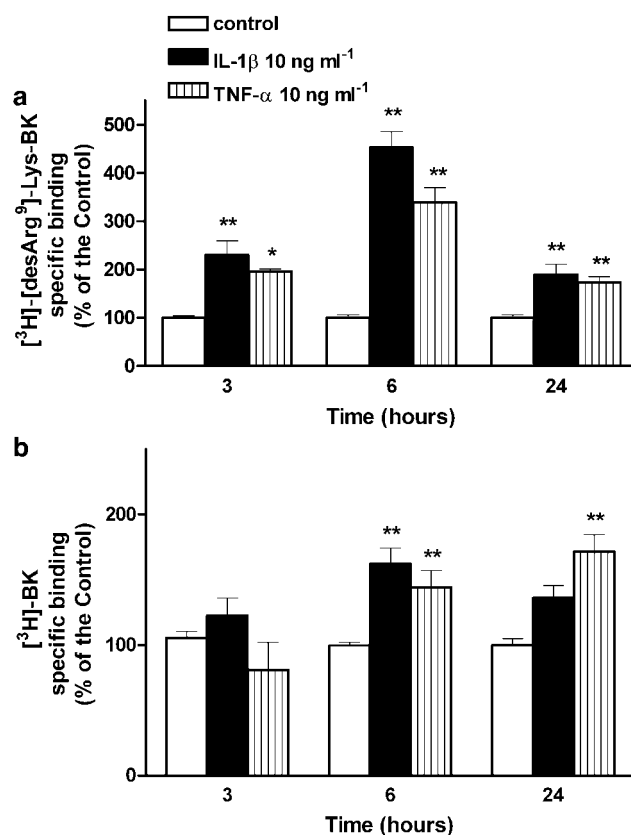 control
IL-1β 10 ng ml⁻¹
TNF-α 10 ng ml⁻¹
a
[³H]-[desArg⁹]-Lys-BK
specific binding
(% of the Control)
500
400
300
200
100
0
**
*
**
**
**
**
3
6
24
Time (hours)
b
[³H]-BK
specific binding
(% of the Control)
200
100
0
**
**
**
3
6
24
Time (hours)